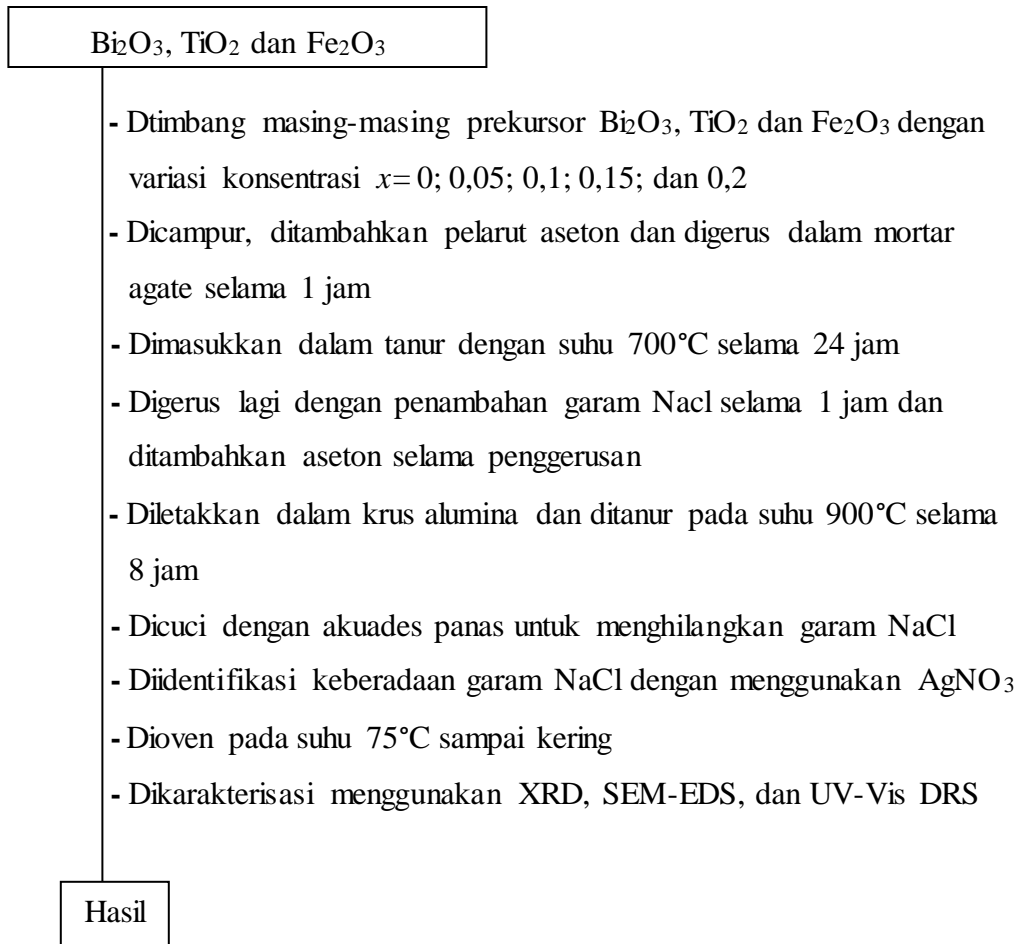 Bi₂O₃, TiO₂ dan Fe₂O₃
- Dtimbang masing-masing prekursor Bi₂O₃, TiO₂ dan Fe₂O₃ dengan
variasi konsentrasi x= 0; 0,05; 0,1; 0,15; dan 0,2
- Dicampur, ditambahkan pelarut aseton dan digerus dalam mortar
agate selama 1 jam
- Dimasukkan dalam tanur dengan suhu 700°C selama 24 jam
- Digerus lagi dengan penambahan garam Nacl selama 1 jam dan
ditambahkan aseton selama penggerusan
- Diletakkan dalam krus alumina dan ditanur pada suhu 900°C selama
8 jam
- Dicuci dengan akuades panas untuk menghilangkan garam NaCl
- Diidentifikasi keberadaan garam NaCl dengan menggunakan AgNO₃
- Dioven pada suhu 75°C sampai kering
- Dikarakterisasi menggunakan XRD, SEM-EDS, dan UV-Vis DRS
Hasil